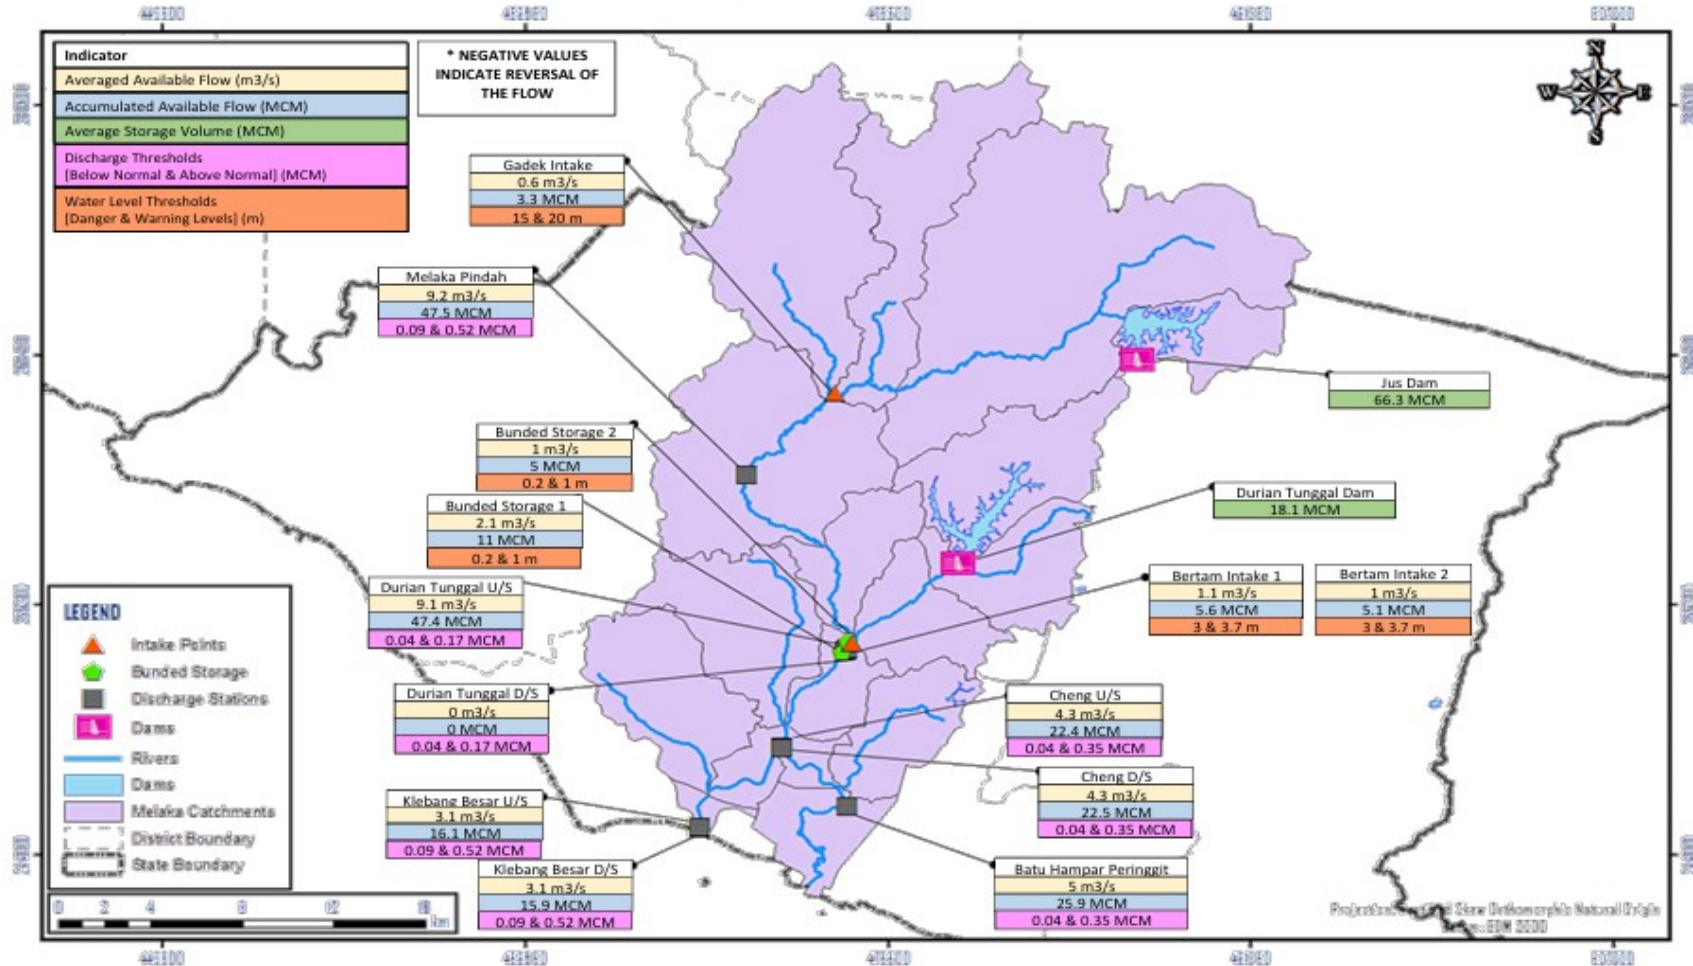 Indicator
Averaged Available Flow (m3/s)
Accumulated Available Flow (MCM)
Average Storage Volume (MCM)
Discharge Thresholds
[Below Normal & Above Normal] (MCM)
Water Level Thresholds
[Danger & Warning Levels] (m)
* NEGATIVE VALUES
INDICATE REVERSAL OF
THE FLOW
N
W E
S
Gadek Intake
0.6 m3/s
3.3 MCM
15 & 20 m
Melaka Pindah
9.2 m3/s
47.5 MCM
0.09 & 0.52 MCM
Jus Dam
66.3 MCM
Bunded Storage 2
1 m3/s
5 MCM
0.2 & 1 m
Bunded Storage 1
2.1 m3/s
11 MCM
0.2 & 1 m
Durian Tunggal Dam
18.1 MCM
Durian Tunggal U/S
9.1 m3/s
47.4 MCM
0.04 & 0.17 MCM
Bertam Intake 1
1.1 m3/s
5.6 MCM
3 & 3.7 m
Bertam Intake 2
1 m3/s
5.1 MCM
3 & 3.7 m
Durian Tunggal D/S
0 m3/s
0 MCM
0.04 & 0.17 MCM
Cheng U/S
4.3 m3/s
22.4 MCM
0.04 & 0.35 MCM
Cheng D/S
4.3 m3/s
22.5 MCM
0.04 & 0.35 MCM
Klebang Besar U/S
3.1 m3/s
16.1 MCM
0.09 & 0.52 MCM
Klebang Besar D/S
3.1 m3/s
15.9 MCM
0.09 & 0.52 MCM
Batu Hampar Peringgit
5 m3/s
25.9 MCM
0.04 & 0.35 MCM
LEGEND
Intake Points
Bunded Storage
Discharge Stations
Dams
Rivers
Dams
Melaka Catchments
District Boundary
State Boundary
0 2 4 8 12
km